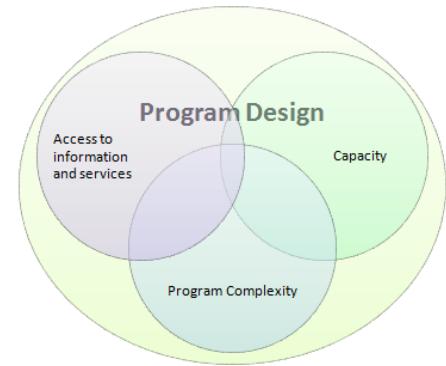 Program Design
Access to
information
and services
Capacity
Program Complexity